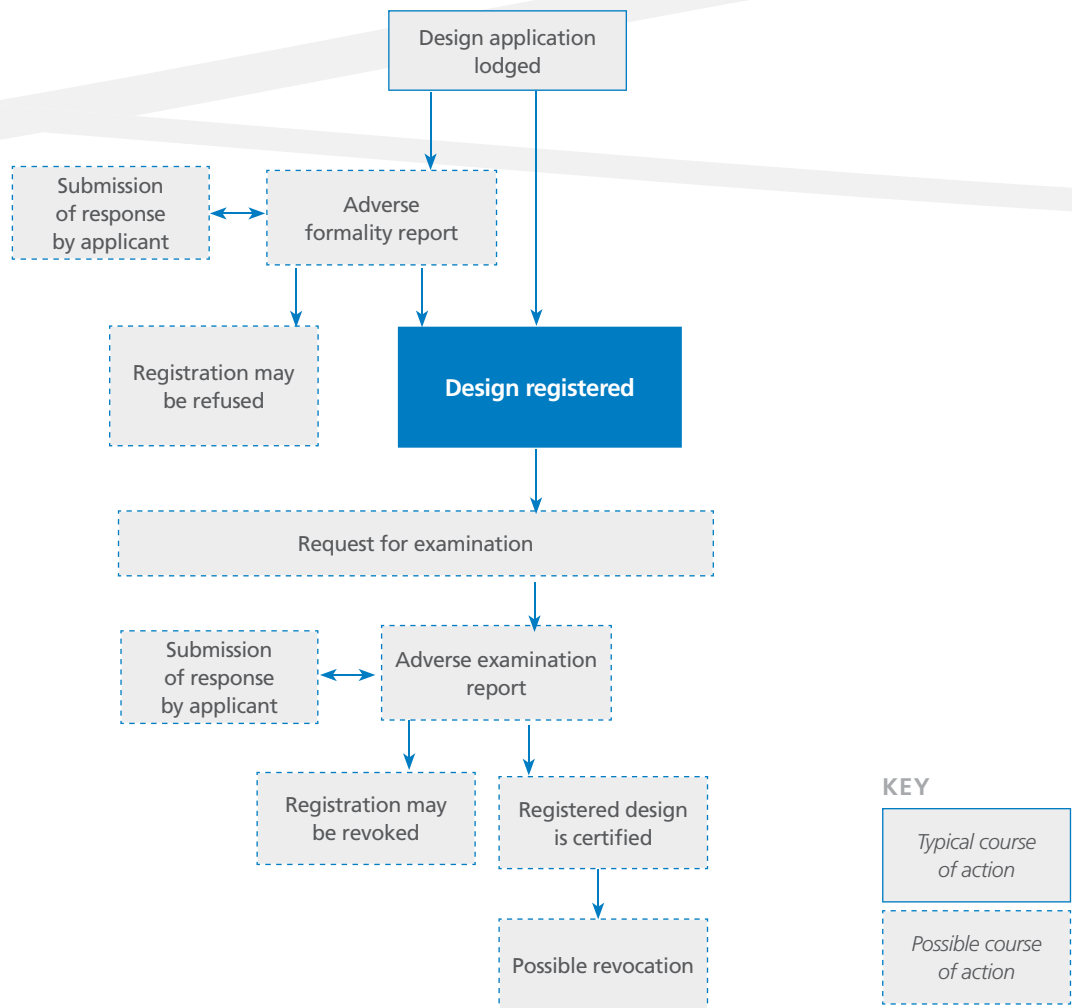 Design application
lodged
Submission
of response
by applicant
Adverse
formality report
Registration may
be refused
Design registered
Request for examination
Submission
of response
by applicant
Adverse examination
report
Registration may
be revoked
Registered design
is certified
Possible revocation
KEY
Typical course
of action
Possible course
of action